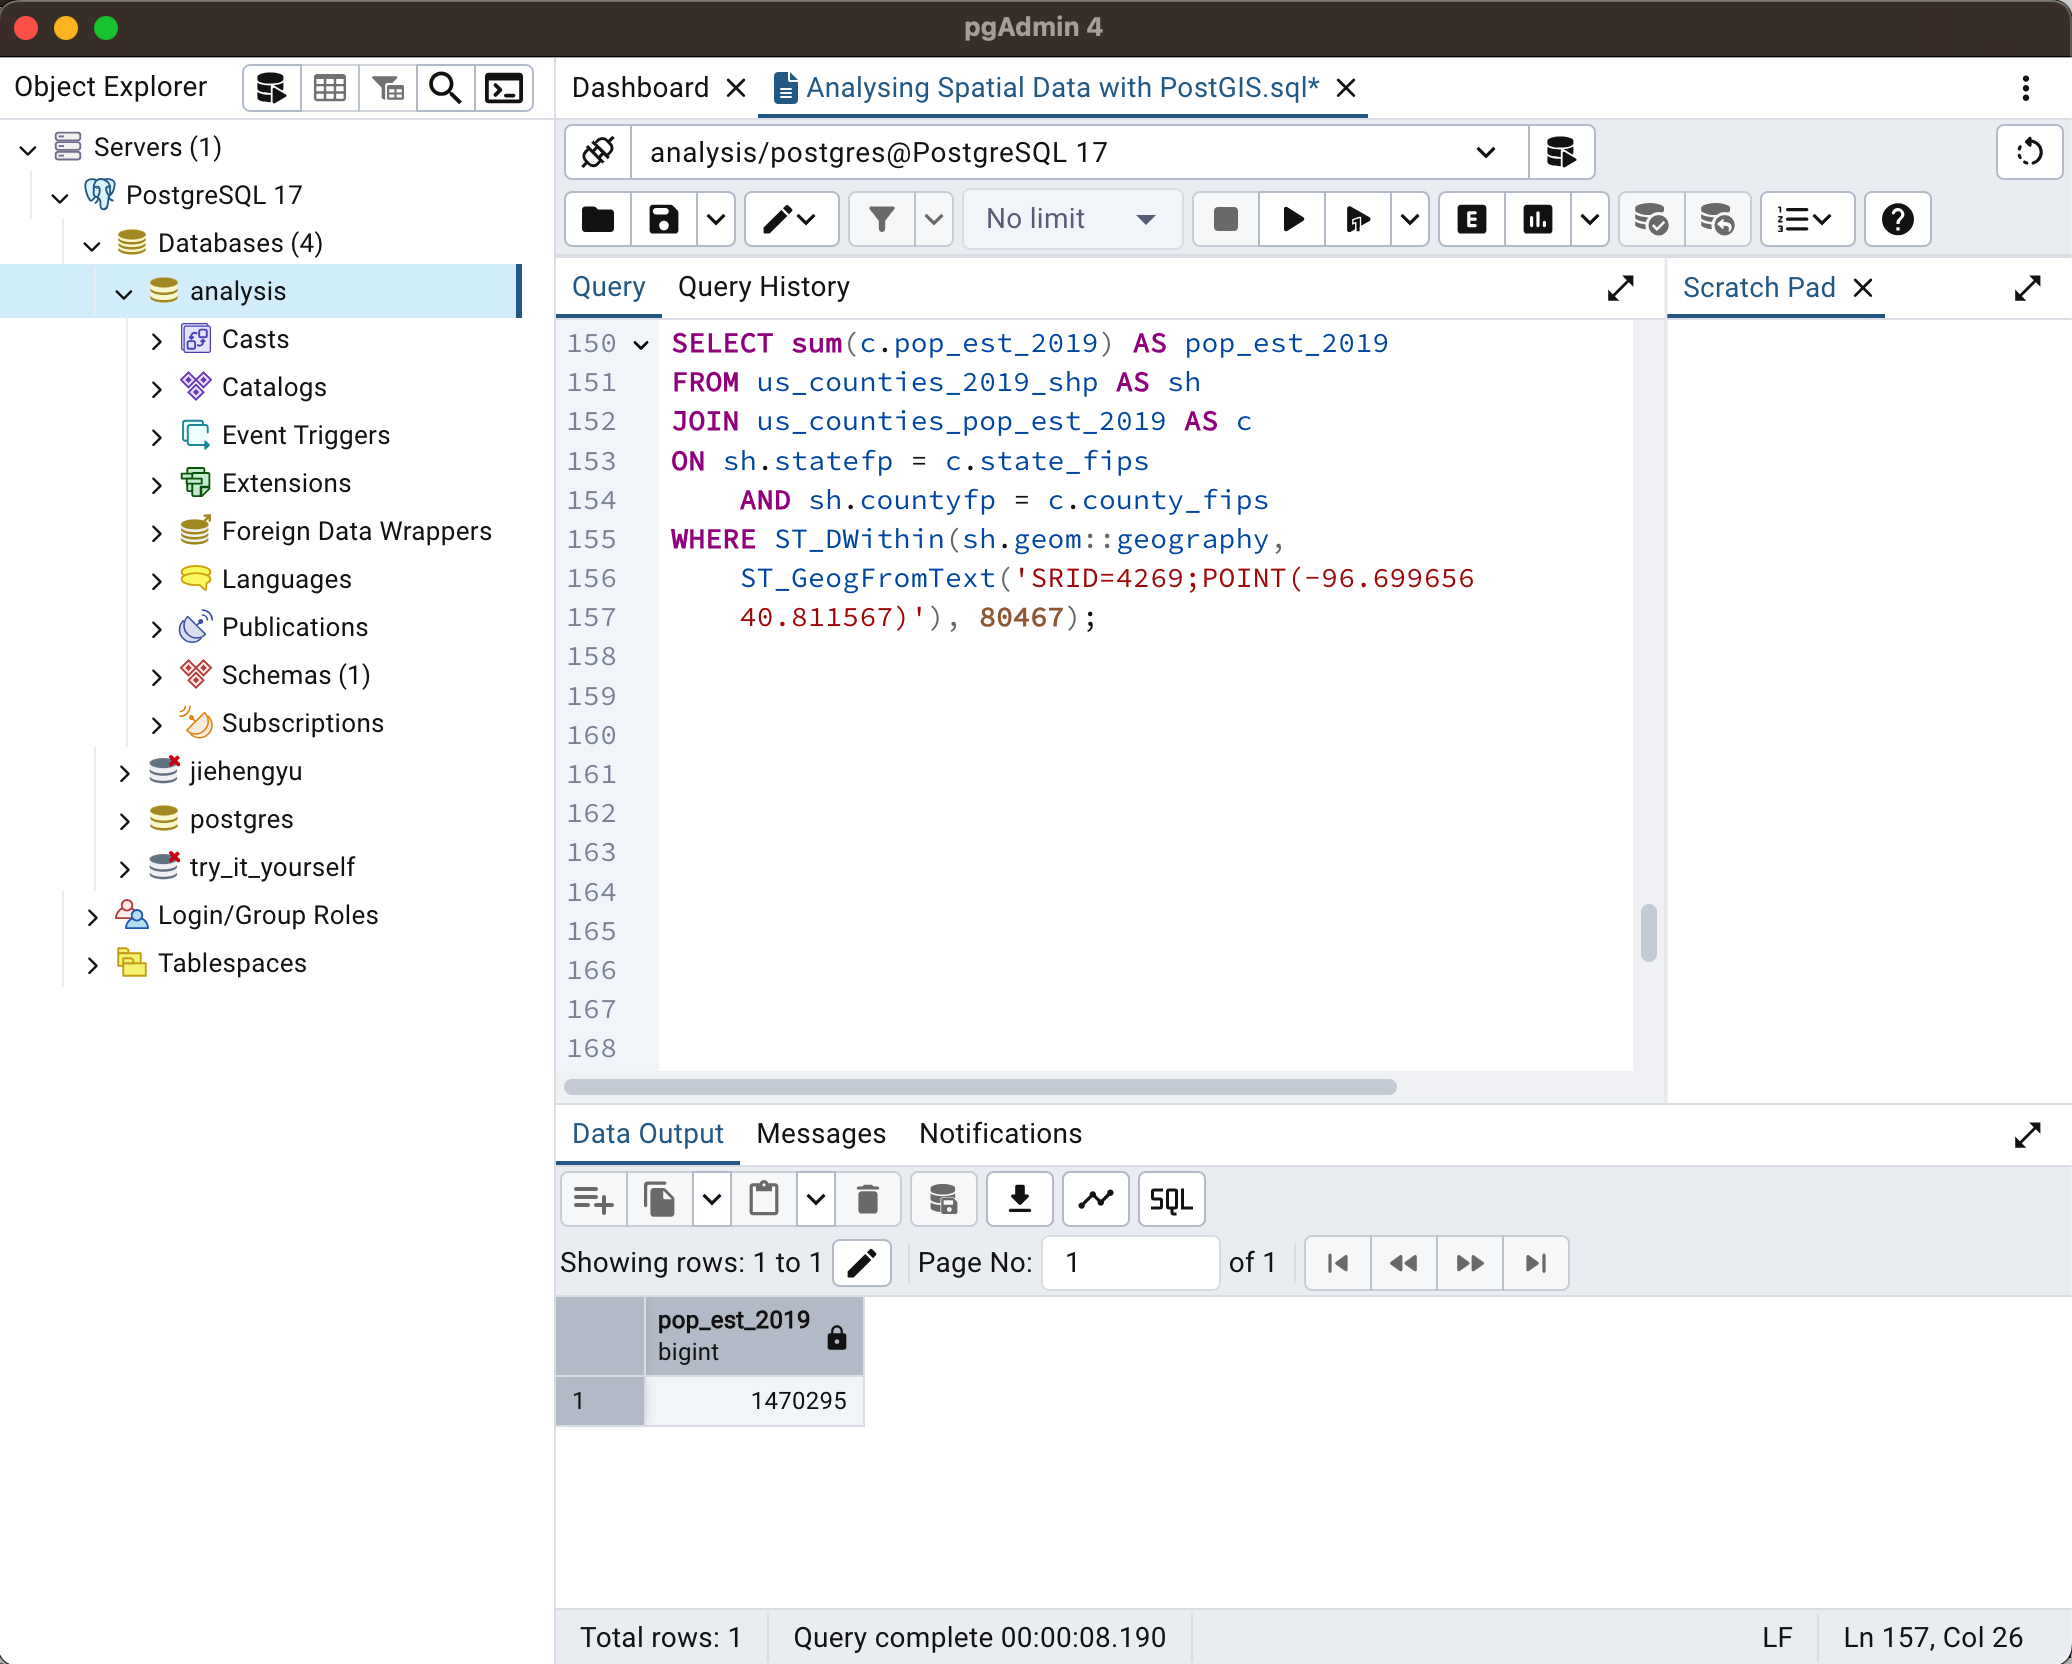 pgAdmin 4
Object Explorer
Servers (1)
PostgreSQL 17
Databases (4)
analysis
Casts
Catalogs
Event Triggers
Extensions
Foreign Data Wrappers
Languages
Publications
Schemas (1)
Subscriptions
jiehengyu
postgres
try_it_yourself
Login/Group Roles
Tablespaces
Dashboard
Analysing Spatial Data with PostGIS.sql*
analysis/postgres@PostgreSQL 17
No limit
E
Query
Query History
Scratch Pad
150 SELECT sum(c.pop_est_2019) AS pop_est_2019
151 FROM us_counties_2019_shp AS sh
152 JOIN us_counties_pop_est_2019 AS c
153 ON sh.statefp = c.state_fips
154     AND sh.countyfp = c.county_fips
155 WHERE ST_DWithin(sh.geom::geography,
156     ST_GeogFromText('SRID=4269;POINT(-96.699656
157     40.811567)'), 80467);
158
159
160
161
162
163
164
165
166
167
168
Data Output
Messages
Notifications
SQL
Showing rows: 1 to 1
Page No:
1
of 1
pop_est_2019
bigint
1
1470295
Total rows: 1
Query complete 00:00:08.190
LF
Ln 157, Col 26